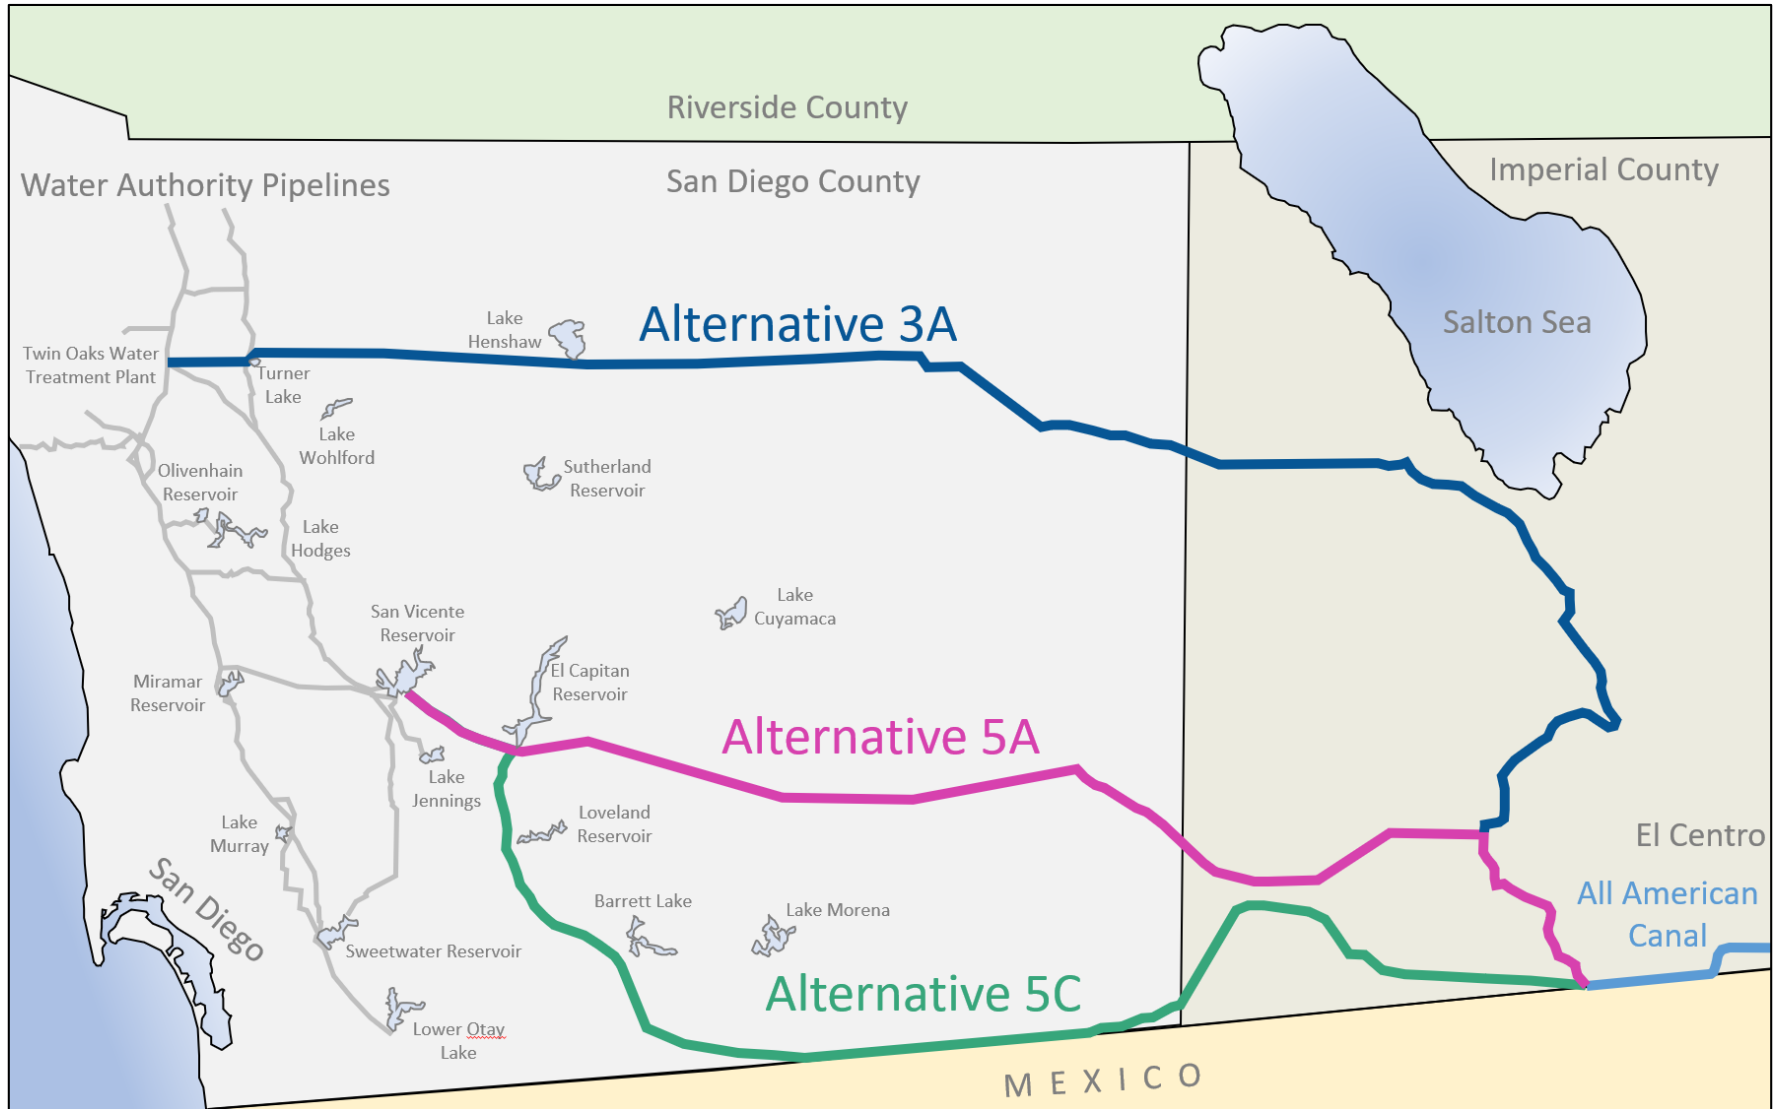 Riverside County
Water Authority Pipelines
San Diego County
Imperial County
Lake
Henshaw
Alternative 3A
Salton Sea
Twin Oaks Water
Treatment Plant
Turner
Lake
Lake
Wohlford
Olivenhain
Reservoir
Sutherland
Reservoir
Lake
Hodges
San Vicente
Reservoir
Lake
Cuyamaca
El Capitan
Reservoir
Miramar
Reservoir
Alternative 5A
Lake
Jennings
Loveland
Reservoir
Lake
Murray
El Centro
San Diego
Barrett Lake
Lake Morena
All American
Canal
Sweetwater Reservoir
Alternative 5C
Lower Otay
Lake
MEXICO